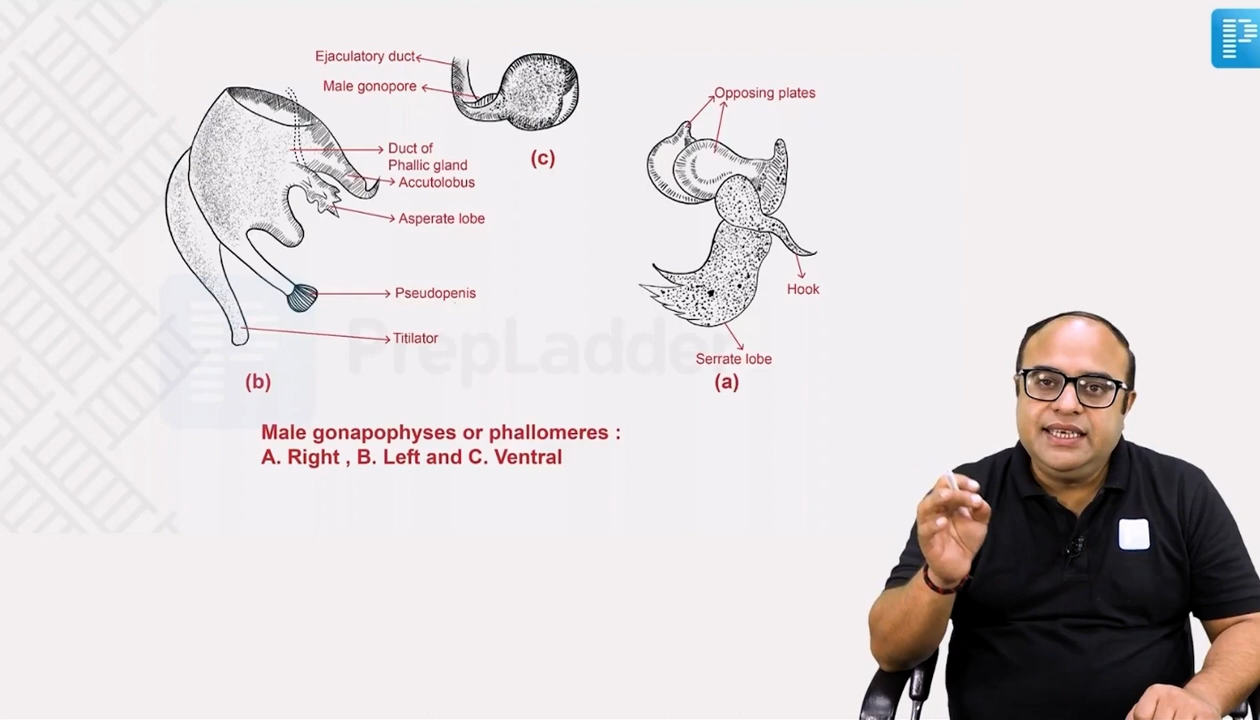 Ejaculatory duct
Male gonopore
(c)
Duct of
Phallic gland
Accutolobus
Asperate lobe
Pseudopenis
Titilator
(b)
Opposing plates
Hook
Serrate lobe
(a)
PrepLadder
Male gonapophyses or phallomeres :
A. Right , B. Left and C. Ventral